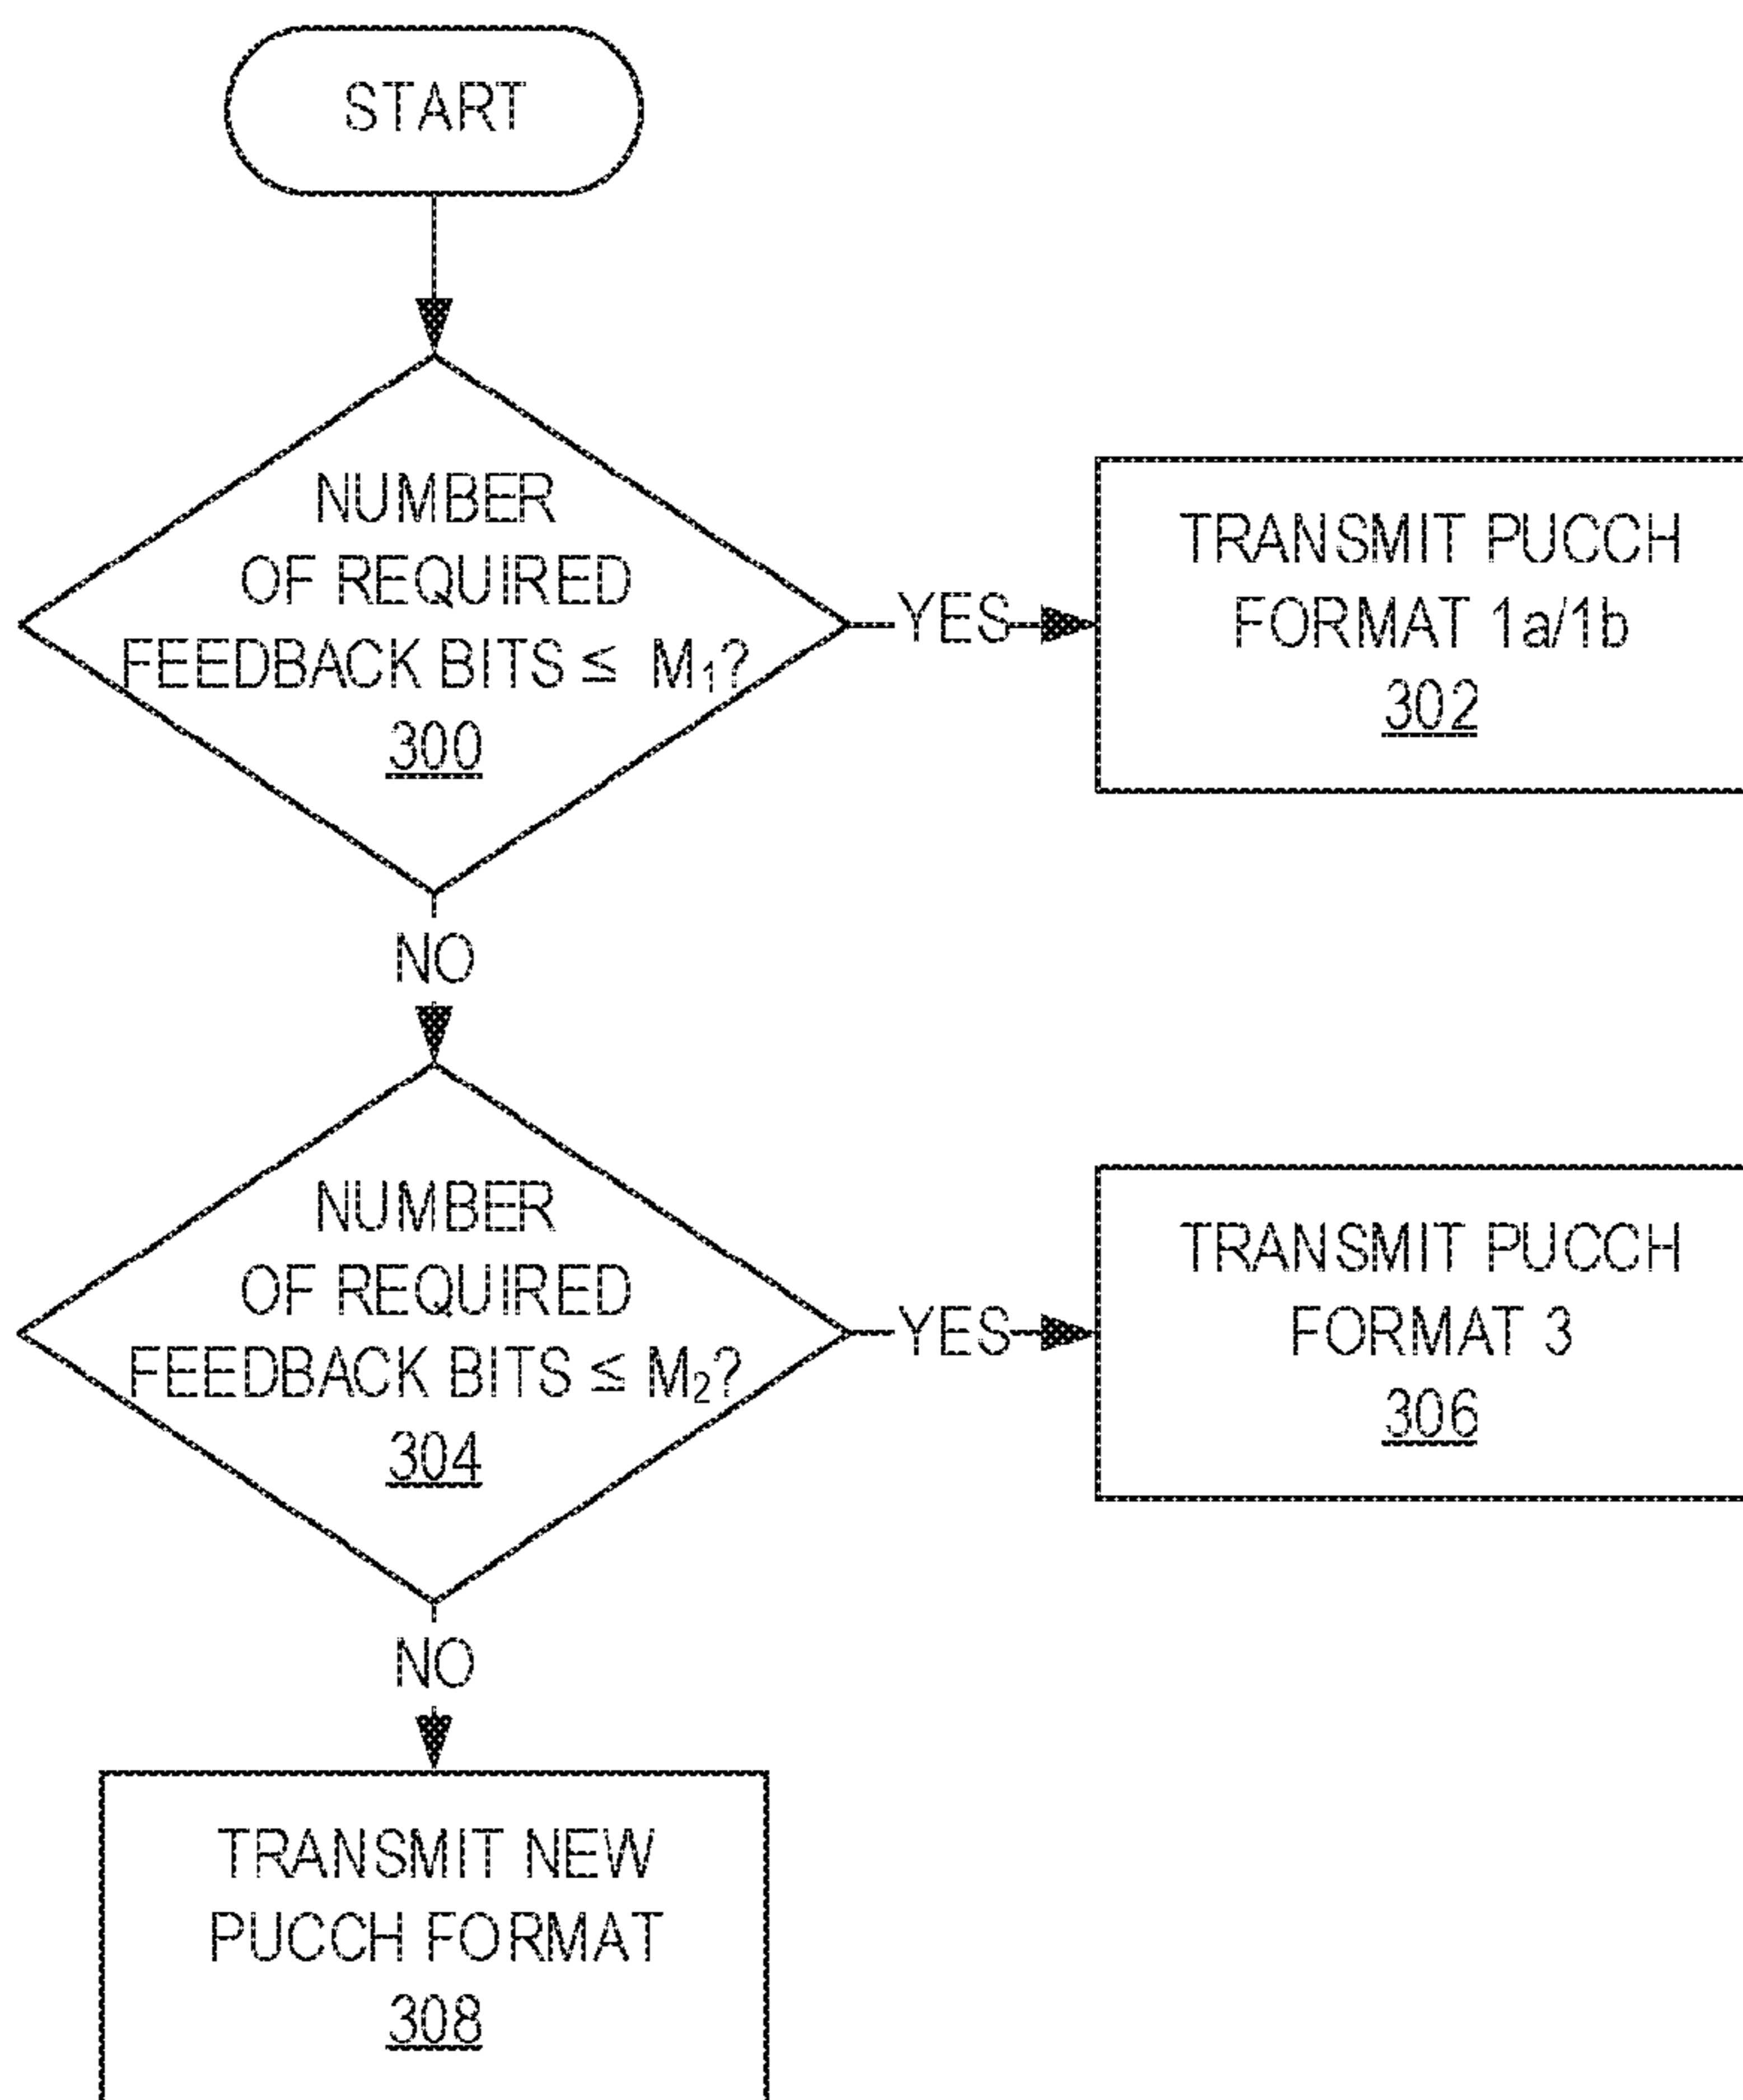 START
NUMBER
OF REQUIRED
FEEDBACK BITS ≤ M₁?
300
YES
TRANSMIT PUCCH
FORMAT 1a/1b
302
NO
NUMBER
OF REQUIRED
FEEDBACK BITS ≤ M₂?
304
YES
TRANSMIT PUCCH
FORMAT 3
306
NO
TRANSMIT NEW
PUCCH FORMAT
308